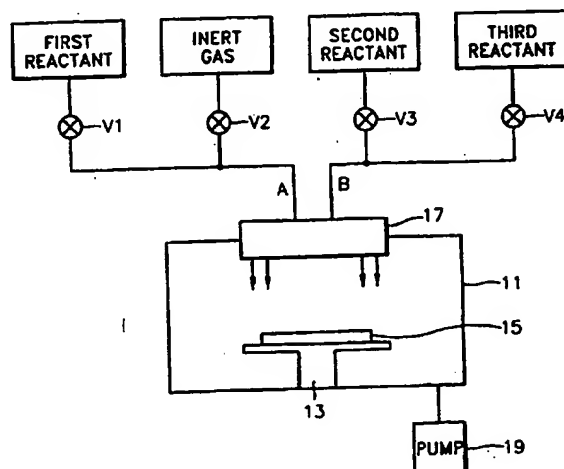 FIRST
REACTANT
INERT
GAS
SECOND
REACTANT
THIRD
REACTANT
V1
V2
V3
V4
A
B
17
11
15
13
PUMP
19